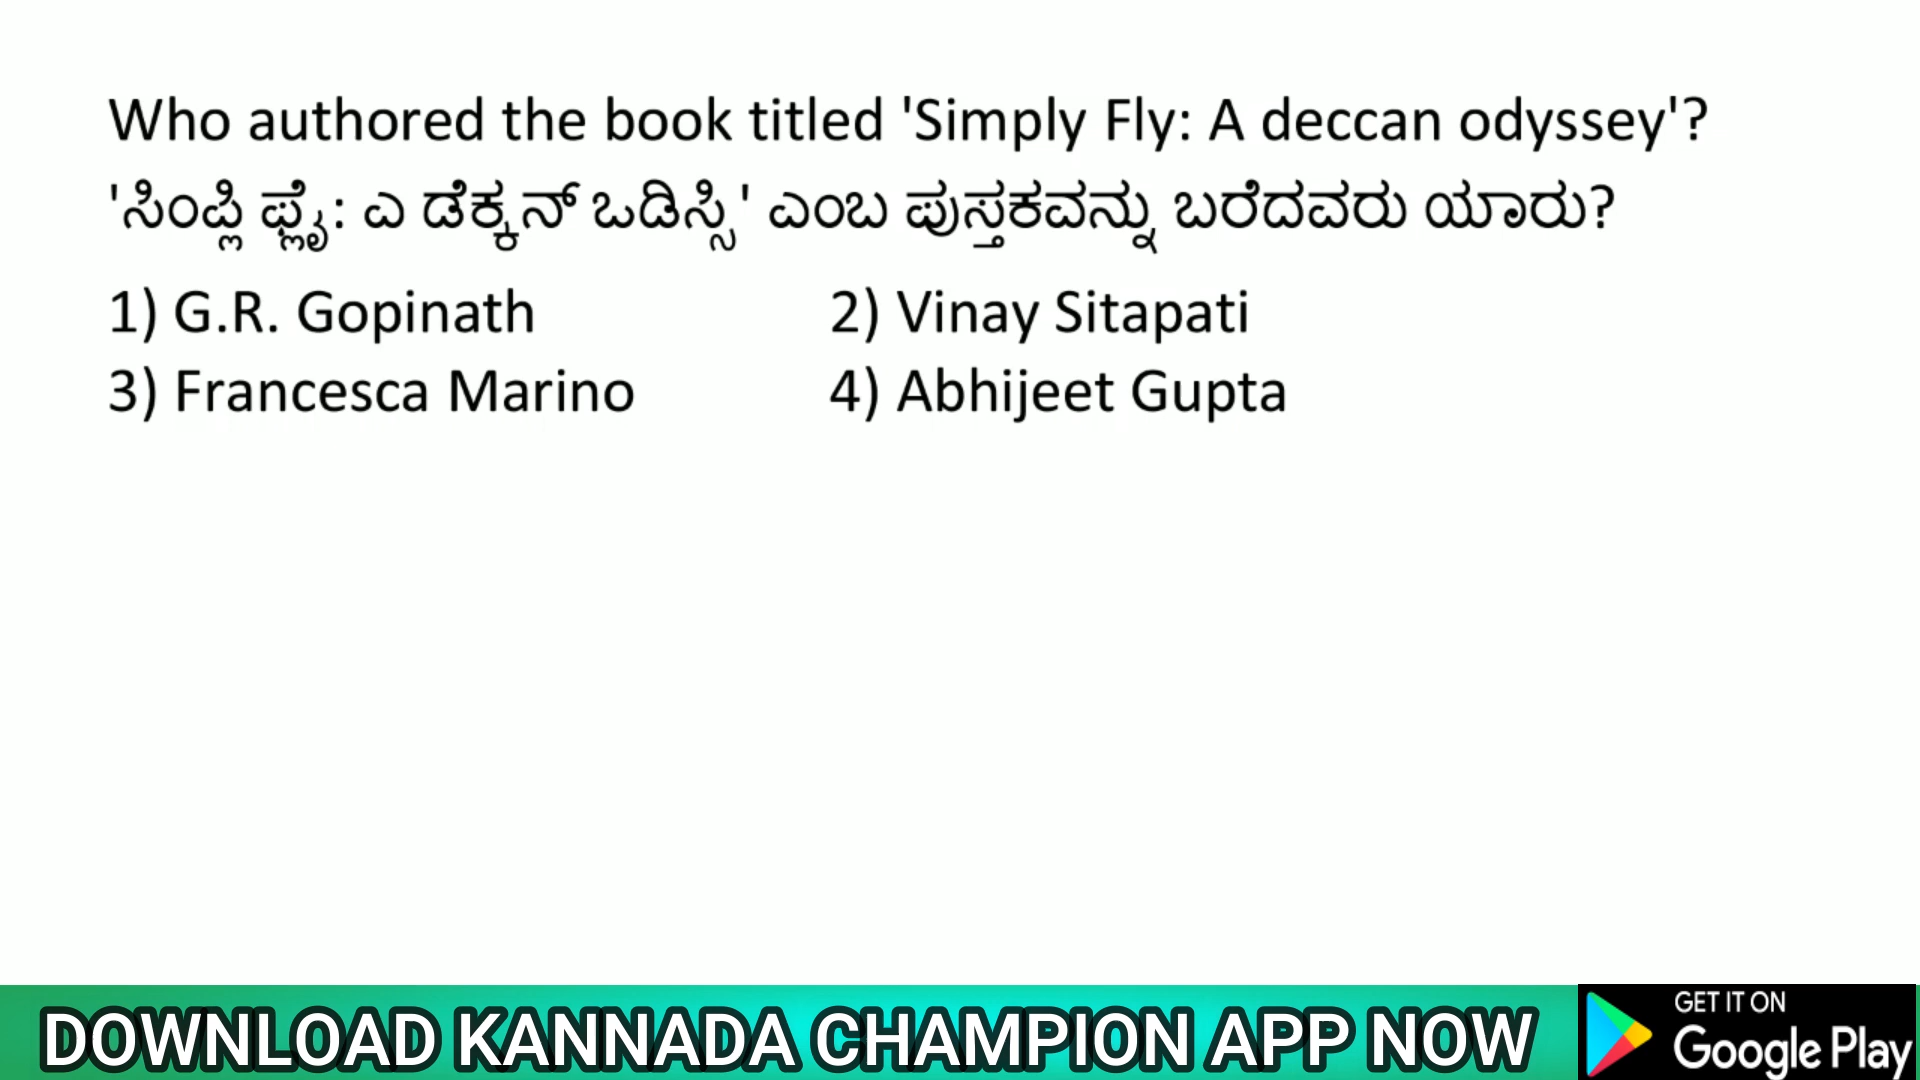 Who authored the book titled 'Simply Fly: A deccan odyssey'?
'ಸಿಂಪ್ಲಿ ಫ್ಲೈ: ಎ ಡೆಕ್ಕನ್ ಒಡಿಸ್ಸಿ' ಎಂಬ ಪುಸ್ತಕವನ್ನು ಬರೆದವರು ಯಾರು?
1) G.R. Gopinath 2) Vinay Sitapati
3) Francesca Marino 4) Abhijeet Gupta
DOWNLOAD KANNADA CHAMPION APP NOW
GET IT ON
Google Play